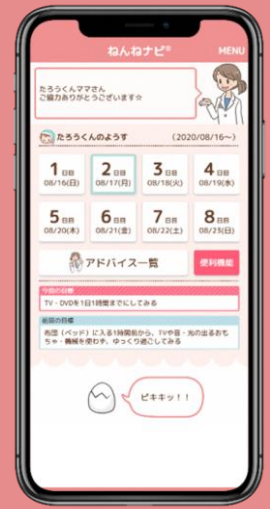 ねんねナビ® MENU
たろうくんママさん
ご協力ありがとうございます☆
たろうくんのようす (2020/08/16~)
1日目 2日目 3日目 4日目
08/16(日) 08/17(月) 08/18(火) 08/19(水)
5日目 6日目 7日目 8日目
08/20(木) 08/21(金) 08/22(土) 08/23(日)
アドバイス一覧 便利機能
今回の目標
TV・DVDを1日1時間までにしてみる
前回の目標
布団(ベッド)に入る1時間前から、TVや音・光の出るおも
ちゃ・機械を使わず、ゆっくり過ごしてみる
ピキキッ!!